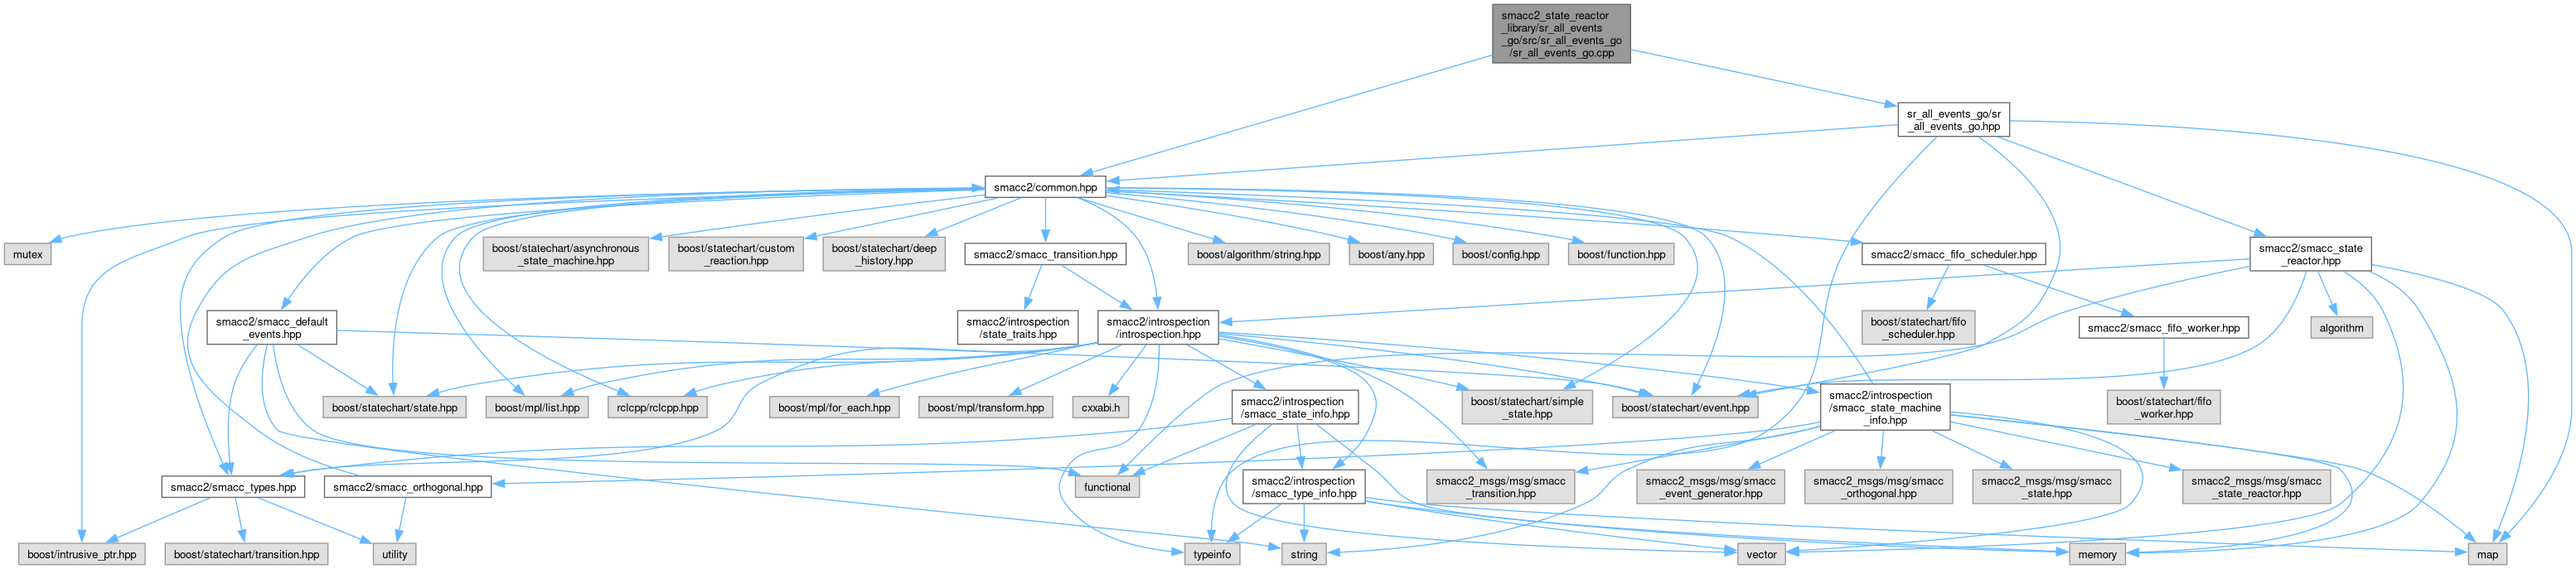 smacc2_state_reactor
_library/sr_all_events
_go/src/sr_all_events_go
/sr_all_events_go.cpp
sr_all_events_go/sr
_all_events_go.hpp
smacc2/common.hpp
mutex
boost/statechart/asynchronous
_state_machine.hpp
boost/statechart/custom
_reaction.hpp
boost/statechart/deep
_history.hpp
smacc2/smacc_transition.hpp
boost/algorithm/string.hpp
boost/any.hpp
boost/config.hpp
boost/function.hpp
smacc2/smacc_fifo_scheduler.hpp
smacc2/smacc_state
_reactor.hpp
smacc2/smacc_default
_events.hpp
smacc2/introspection
/state_traits.hpp
smacc2/introspection
/introspection.hpp
boost/statechart/fifo
_scheduler.hpp
smacc2/smacc_fifo_worker.hpp
algorithm
boost/statechart/state.hpp
boost/mpl/list.hpp
rclcpp/rclcpp.hpp
boost/mpl/for_each.hpp
boost/mpl/transform.hpp
cxxabi.h
smacc2/introspection
/smacc_state_info.hpp
boost/statechart/simple
_state.hpp
boost/statechart/event.hpp
smacc2/introspection
/smacc_state_machine
_info.hpp
boost/statechart/fifo
_worker.hpp
smacc2/smacc_types.hpp
smacc2/smacc_orthogonal.hpp
functional
smacc2/introspection
/smacc_type_info.hpp
smacc2_msgs/msg/smacc
_transition.hpp
smacc2_msgs/msg/smacc
_event_generator.hpp
smacc2_msgs/msg/smacc
_orthogonal.hpp
smacc2_msgs/msg/smacc
_state.hpp
smacc2_msgs/msg/smacc
_state_reactor.hpp
boost/intrusive_ptr.hpp
boost/statechart/transition.hpp
utility
typeinfo
string
vector
memory
map